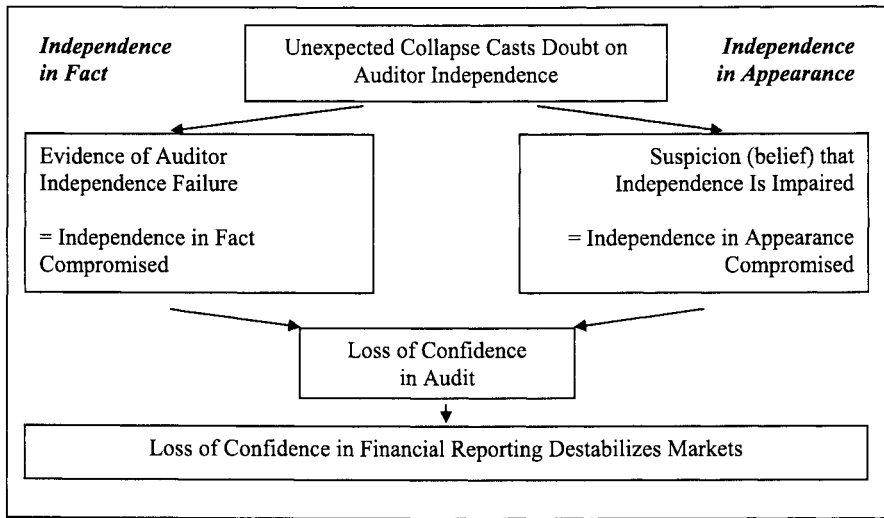 Independence
in Fact
Unexpected Collapse Casts Doubt on
Auditor Independence
Independence
in Appearance
Evidence of Auditor
Independence Failure
= Independence in Fact
Compromised
Suspicion (belief) that
Independence Is Impaired
= Independence in Appearance
Compromised
Loss of Confidence
in Audit
Loss of Confidence in Financial Reporting Destabilizes Markets